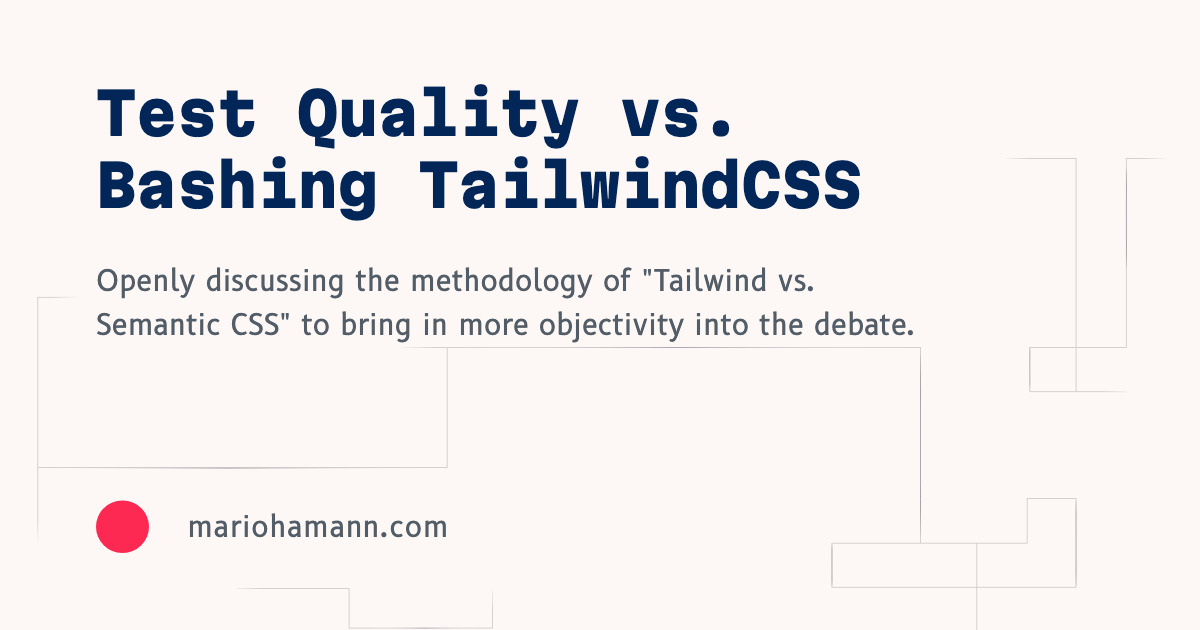 Test Quality vs.
Bashing TailwindCSS
Openly discussing the methodology of "Tailwind vs.
Semantic CSS" to bring in more objectivity into the debate.
mariohamann.com